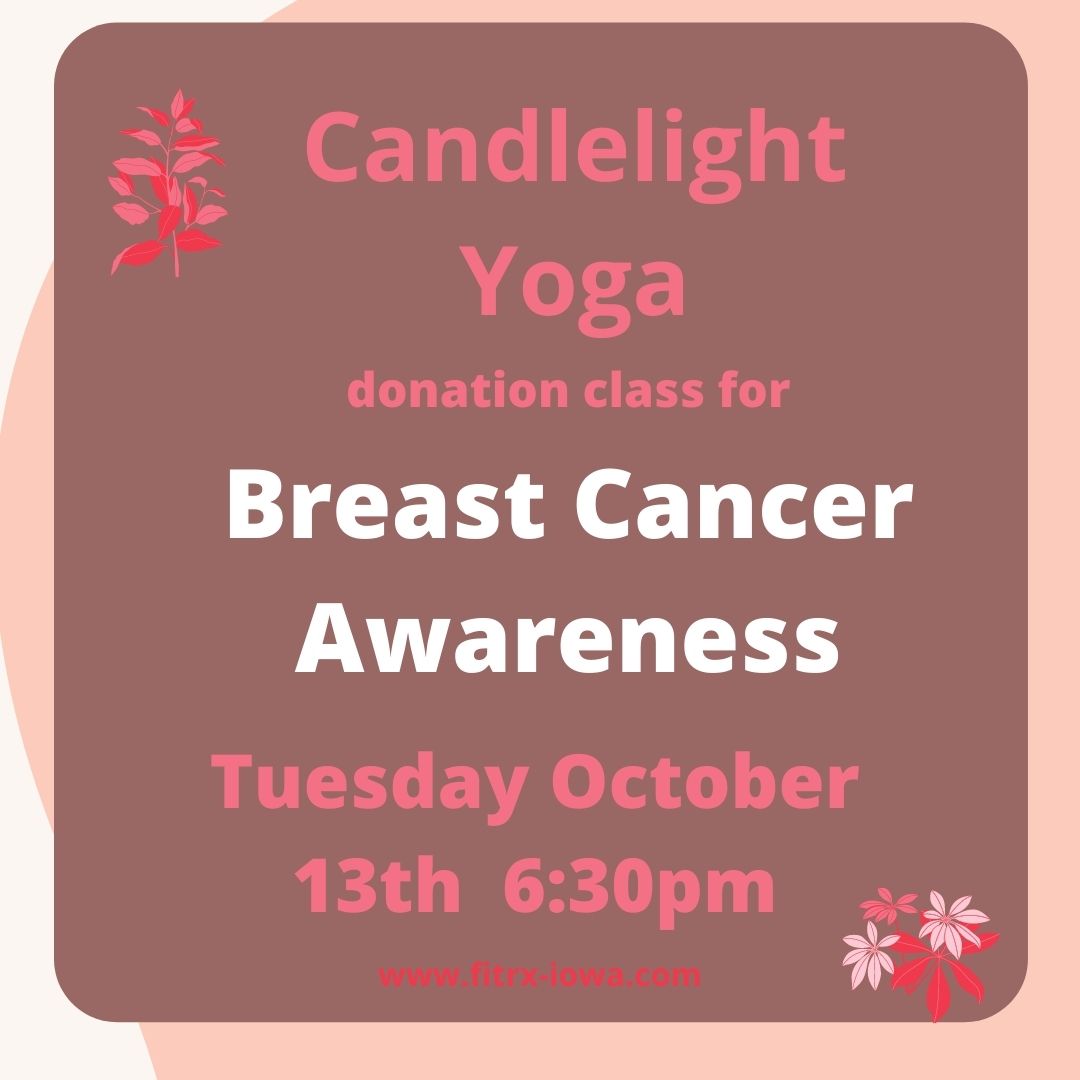 Candlelight
Yoga
donation class for
Breast Cancer
Awareness
Tuesday October
13th 6:30pm
www.fitrx-iowa.com